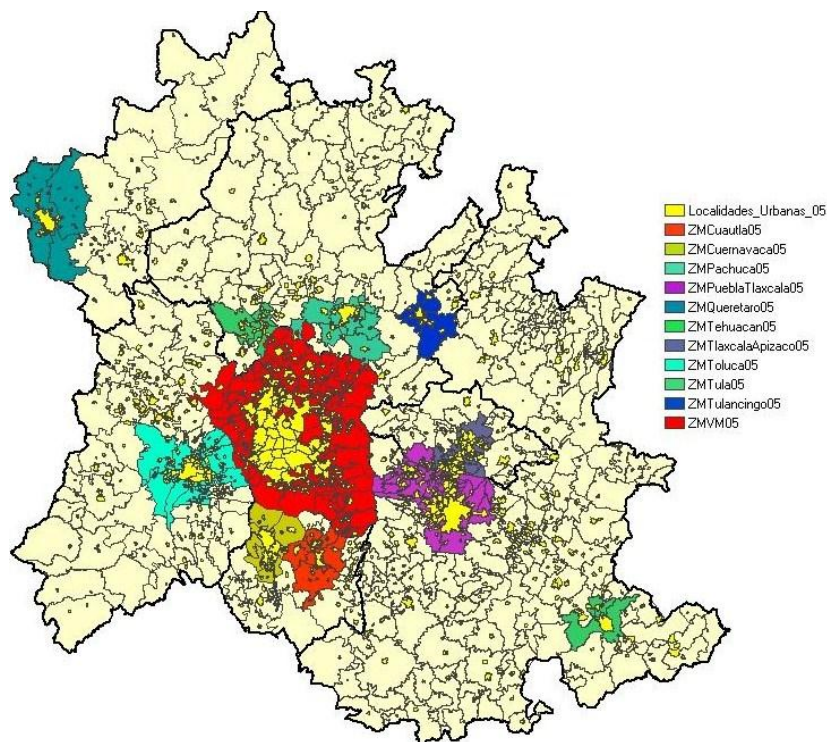 Localidades_Urbanas_05
ZMCuautla05
ZMCuernavaca05
ZMPachuca05
ZMPueblaTlaxcala05
ZMQueretaro05
ZMTehuacan05
ZMTlaxcalaApizaco05
ZMToluca05
ZMTula05
ZMTulancingo05
ZMVM05